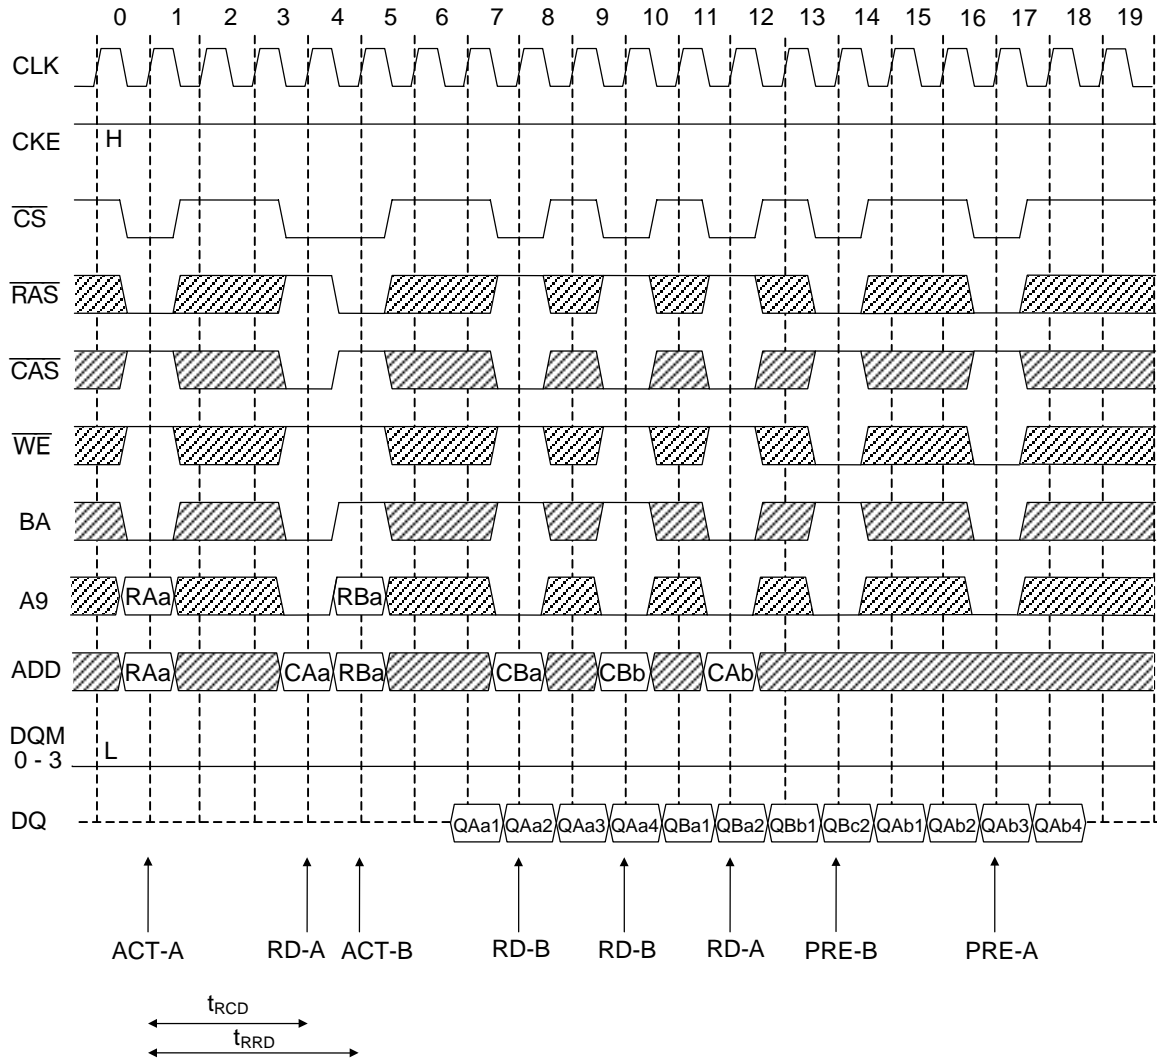 0 1 2 3 4 5 6 7 8 9 10 11 12 13 14 15 16 17 18 19
CLK
CKE H
CS
RAS
CAS
WE
BA
A9 RAa RBa
ADD RAa CAa RBa CBa CBb CAb
DQM
0 - 3 L
DQ QAa1 QAa2 QAa3 QAa4 QBa1 QBa2 QBb1 QBc2 QAb1 QAb2 QAb3 QAb4
ACT-A RD-A ACT-B RD-B RD-B RD-A PRE-B PRE-A
tRCD
tRRD